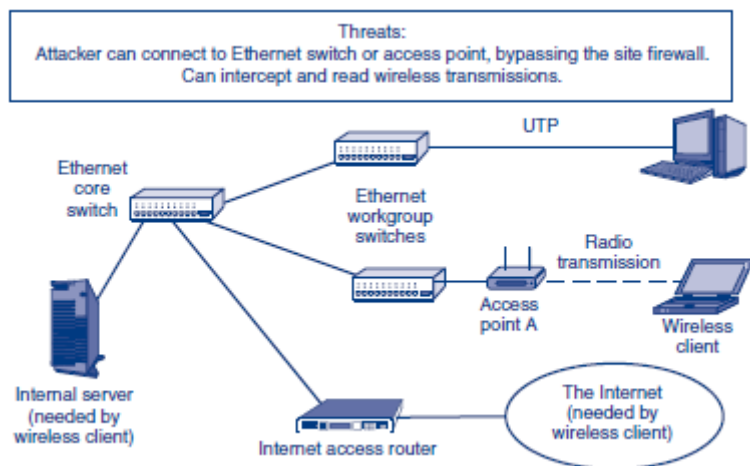 Threats:
Attacker can connect to Ethernet switch or access point, bypassing the site firewall.
Can intercept and read wireless transmissions.
UTP
Ethernet
core
switch
Ethernet
workgroup
switches
Radio
transmission
Access
point A
Wireless
client
Internal server
(needed by
wireless client)
Internet access router
The Internet
(needed by
wireless client)